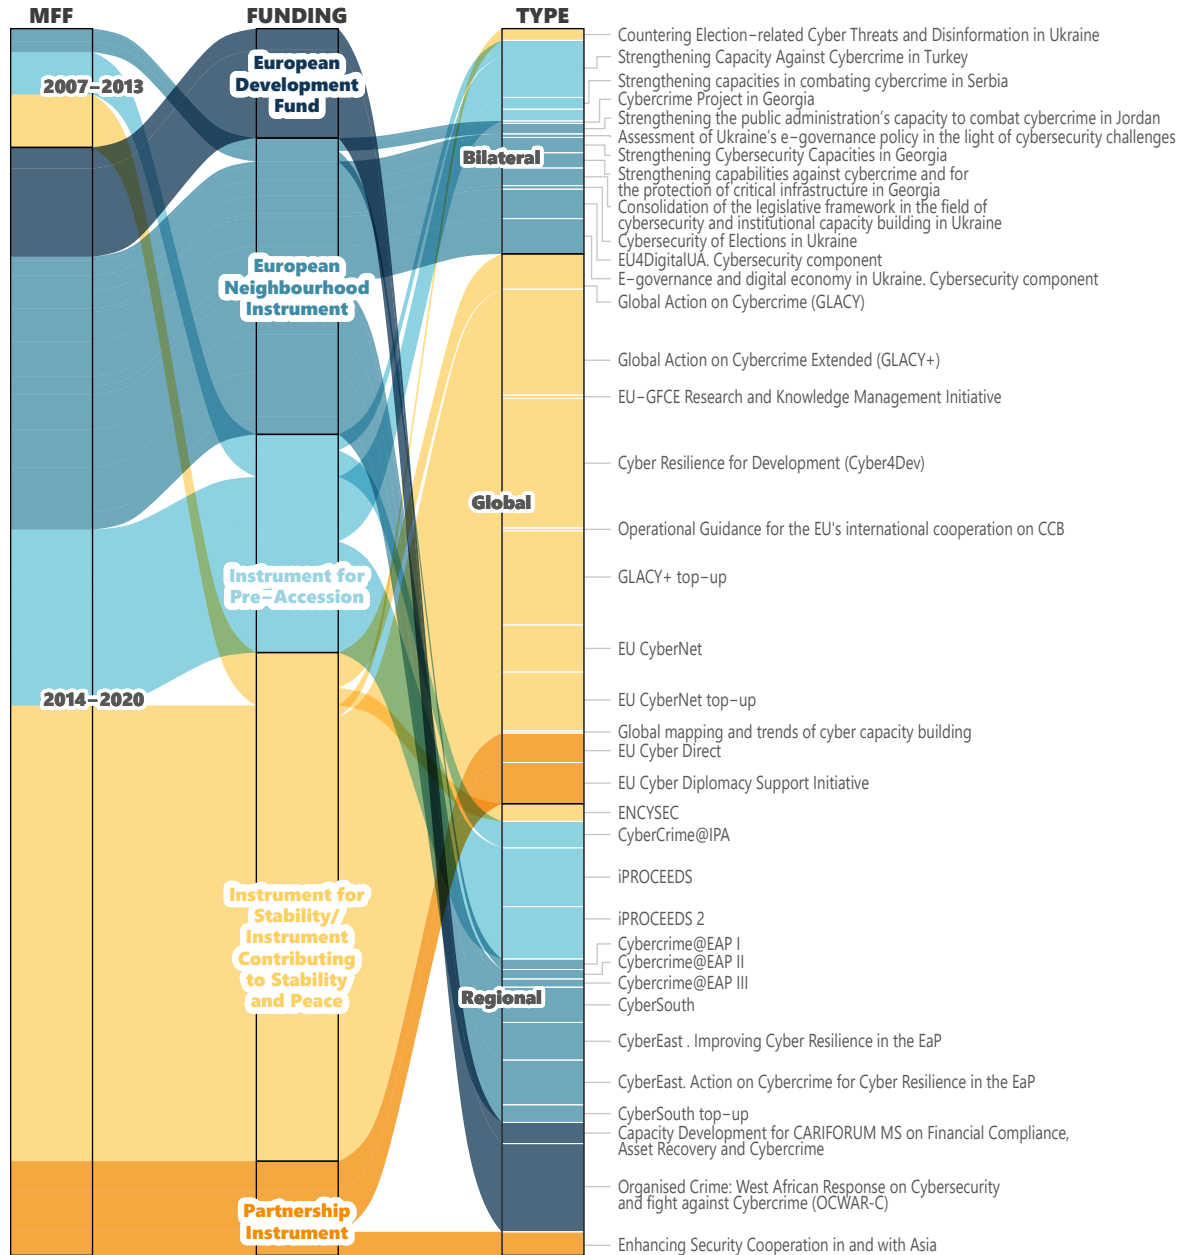 MFF
FUNDING
TYPE
2007–2013
2014–2020
European
Development
Fund
European
Neighbourhood
Instrument
Instrument for
Pre–Accession
Instrument for
Stability/
Instrument
Contributing
to Stability
and Peace
Partnership
Instrument
Bilateral
Global
Regional
Countering Election–related Cyber Threats and Disinformation in Ukraine
Strengthening Capacity Against Cybercrime in Turkey
Strengthening capacities in combating cybercrime in Serbia
Cybercrime Project in Georgia
Strengthening the public administration's capacity to combat cybercrime in Jordan
Assessment of Ukraine's e–governance policy in the light of cybersecurity challenges
Strengthening Cybersecurity Capacities in Georgia
Strengthening capabilities against cybercrime and for
the protection of critical infrastructure in Georgia
Consolidation of the legislative framework in the field of
cybersecurity and institutional capacity building in Ukraine
Cybersecurity of Elections in Ukraine
EU4DigitalUA. Cybersecurity component
E–governance and digital economy in Ukraine. Cybersecurity component
Global Action on Cybercrime (GLACY)
Global Action on Cybercrime Extended (GLACY+)
EU–GFCE Research and Knowledge Management Initiative
Cyber Resilience for Development (Cyber4Dev)
Operational Guidance for the EU's international cooperation on CCB
GLACY+ top–up
EU CyberNet
EU CyberNet top–up
Global mapping and trends of cyber capacity building
EU Cyber Direct
EU Cyber Diplomacy Support Initiative
ENCYSEC
CyberCrime@IPA
iPROCEEDS
iPROCEEDS 2
Cybercrime@EAP I
Cybercrime@EAP II
Cybercrime@EAP III
CyberSouth
CyberEast . Improving Cyber Resilience in the EaP
CyberEast. Action on Cybercrime for Cyber Resilience in the EaP
CyberSouth top–up
Capacity Development for CARIFORUM MS on Financial Compliance,
Asset Recovery and Cybercrime
Organised Crime: West African Response on Cybersecurity
and fight against Cybercrime (OCWAR-C)
Enhancing Security Cooperation in and with Asia